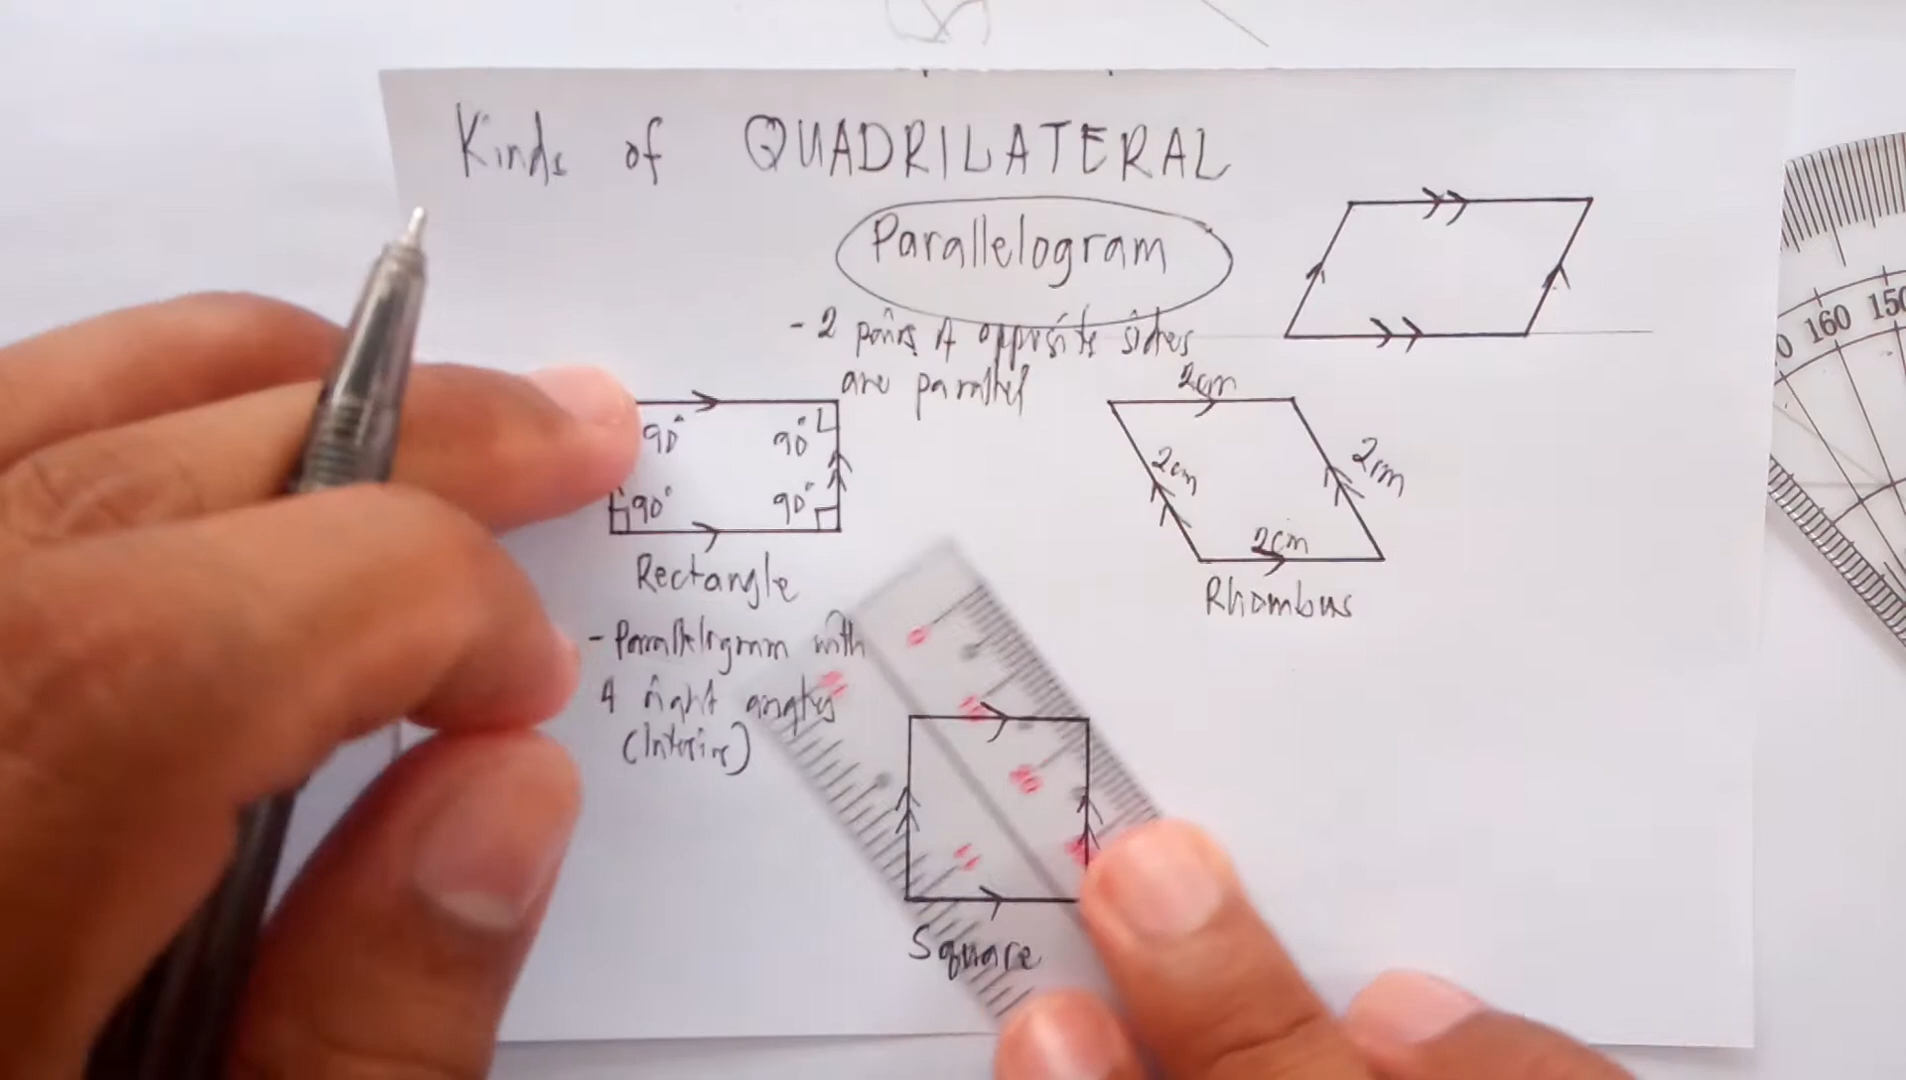 Kinds of QUADRILATERAL
Parallelogram
- 2 pairs of opposite sides
are parallel
90° 90°
90° 90°
Rectangle
- Parallelogram with
4 right angles
(Interior)
2cm
2cm 2cm
2cm
Rhombus
Square
160 150